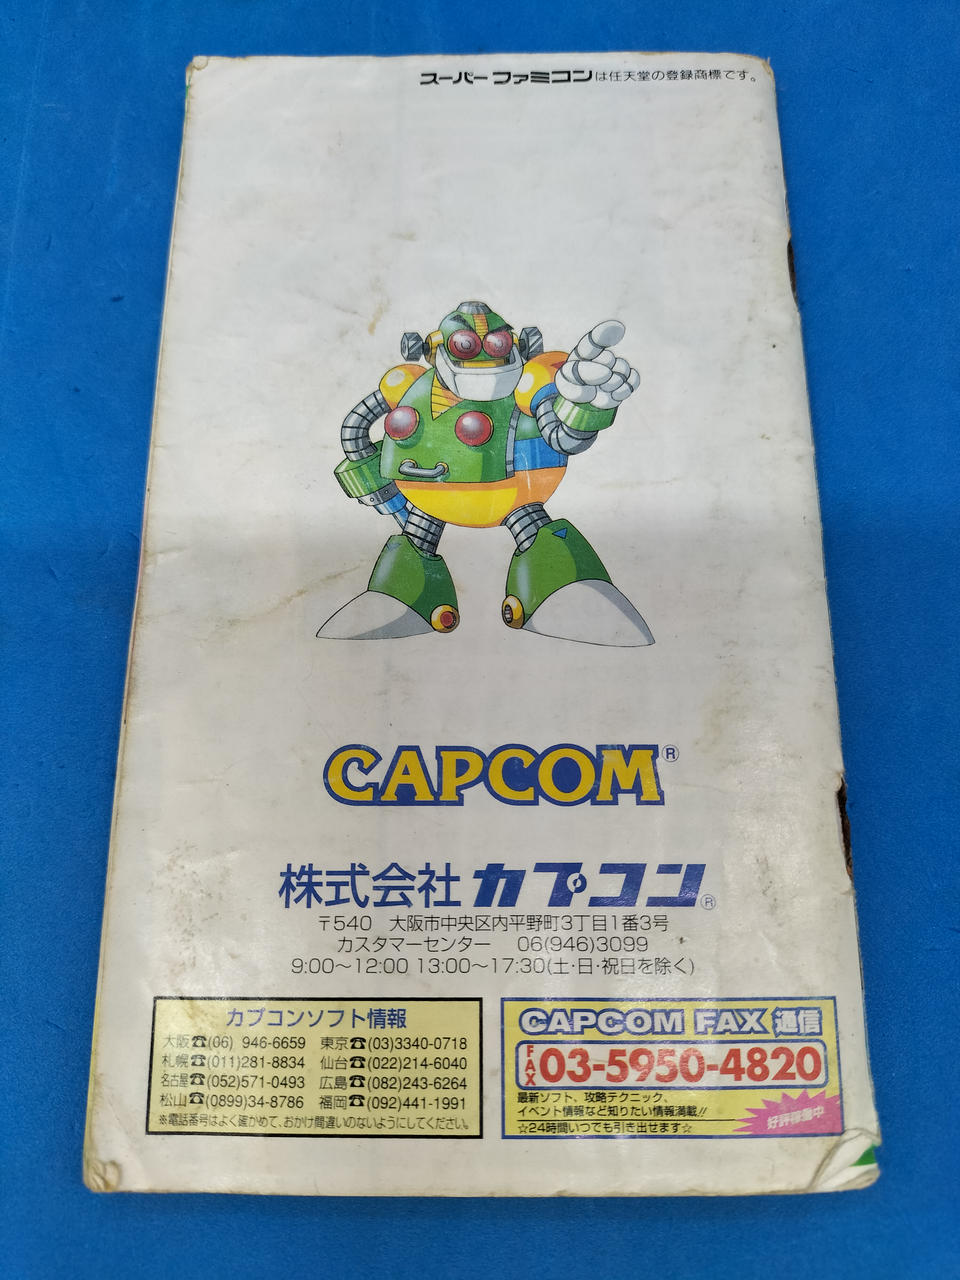 スーパーファミコンは任天堂の登録商標です。
CAPCOM®
株式会社カプコン®
〒540 大阪市中央区内平野町3丁目1番3号
カスタマーセンター 06(946)3099
9:00〜12:00 13:00〜17:30(土・日・祝日を除く)
カプコンソフト情報
大阪☎(06) 946-6659 東京☎(03)3340-0718
札幌☎(011)281-8834 仙台☎(022)214-6040
名古屋☎(052)571-0493 広島☎(082)243-6264
松山☎(0899)34-8786 福岡☎(092)441-1991
※電話番号はよく確かめて、おかけ間違いのないようにしてください。
CAPCOM FAX 通信
FAX 03-5950-4820
最新ソフト、攻略テクニック、
イベント情報など知りたい情報満載!!
☆24時間いつでも引き出せます☆
好評稼働中